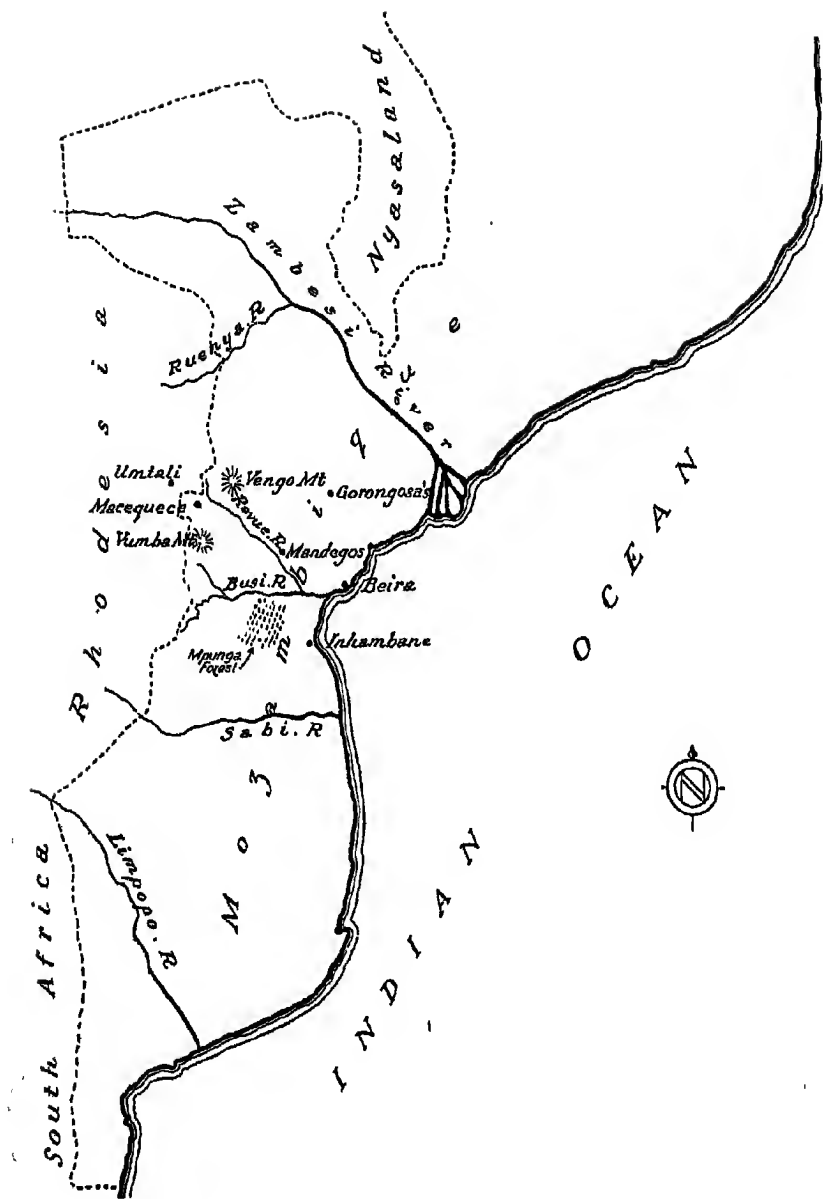 Nyasaland
Zambesi River
Ruenya.R
Rhodesia
Umtali
Vengo Mt
Gorongosa's
Macequece
Revue.R
Vumba Mt
Mandegos
Busi.R
Beira
Mpunga
Forest
Inhambane
Sabi.R
Mozambique
Limpopo.R
South Africa
INDIAN OCEAN
N